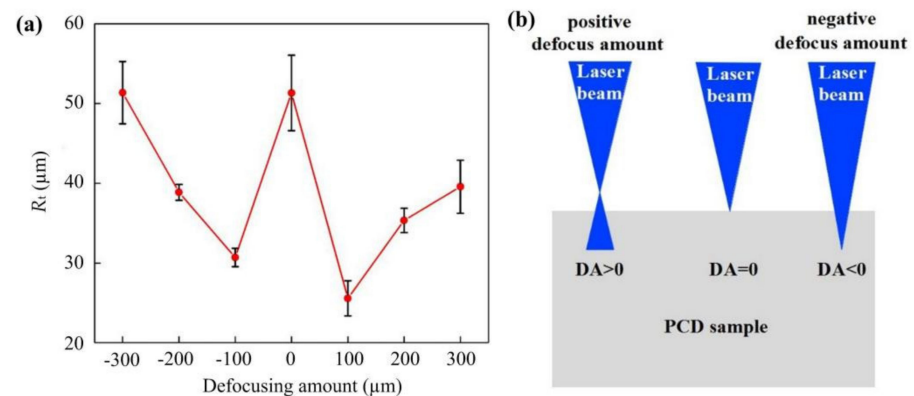 (a)
60
50
40
30
20
Rt (µm)
-300
-200
-100
0
100
200
300
Defocusing amount (µm)
(b)
positive
defocus amount
negative
defocus amount
Laser
beam
Laser
beam
Laser
beam
DA>0
DA=0
DA<0
PCD sample